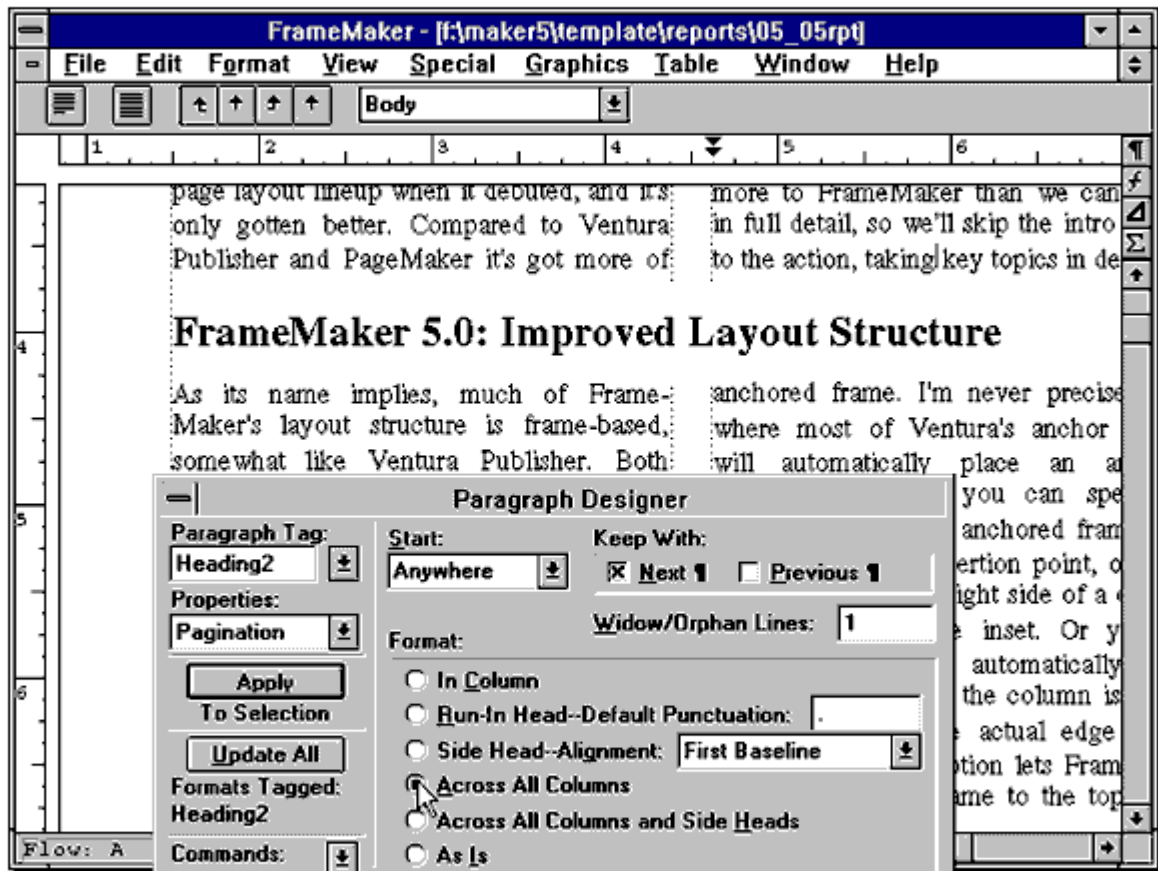 FrameMaker - [f:\maker5\template\reports\05_05rpt]
File Edit Format View Special Graphics Table Window Help
Body
1 2 3 4 5 6
page layout lineup when it debuted, and it's
only gotten better. Compared to Ventura
Publisher and PageMaker it's got more of
more to FrameMaker than we can
in full detail, so we'll skip the intro
to the action, taking key topics in de
4
FrameMaker 5.0: Improved Layout Structure
As its name implies, much of Frame-
Maker's layout structure is frame-based,
somewhat like Ventura Publisher. Both
anchored frame. I'm never precise
where most of Ventura's anchor
will automatically place an a
you can spe
anchored fram
ertion point, o
ight side of a
inset. Or y
automatically
the column is
actual edge
ption lets Fram
ame to the top
5
6
Paragraph Designer
Paragraph Tag:
Heading2
Properties:
Pagination
Apply
To Selection
Update All
Formats Tagged:
Heading2
Commands:
Start:
Anywhere
Keep With:
Next ¶ Previous ¶
Widow/Orphan Lines: 1
Format:
In Column
Run-In Head--Default Punctuation: .
Side Head--Alignment: First Baseline
Across All Columns
Across All Columns and Side Heads
As Is
Flow: A